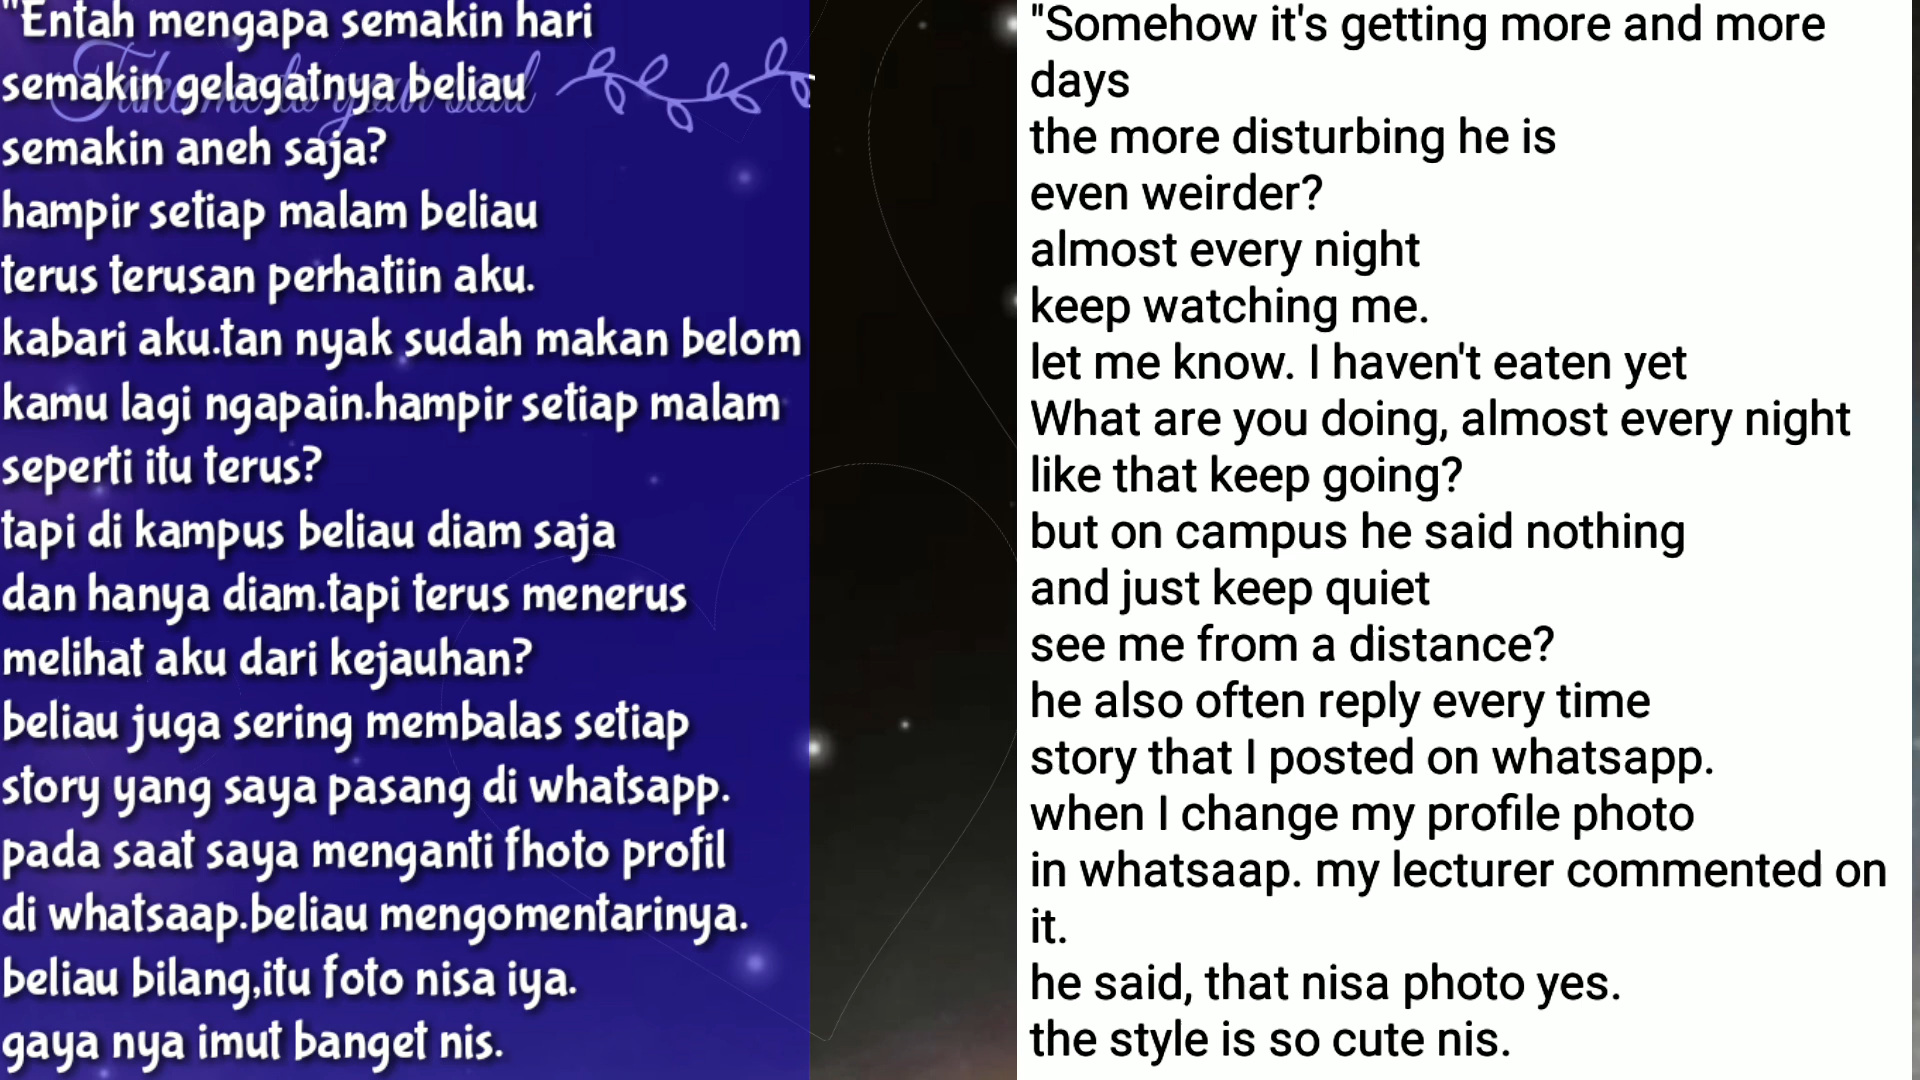 "Entah mengapa semakin hari
semakin gelagatnya beliau
semakin aneh saja?
hampir setiap malam beliau
terus terusan perhatiin aku.
kabari aku.tan nyak sudah makan belom
kamu lagi ngapain.hampir setiap malam
seperti itu terus?
tapi di kampus beliau diam saja
dan hanya diam.tapi terus menerus
melihat aku dari kejauhan?
beliau juga sering membalas setiap
story yang saya pasang di whatsapp.
pada saat saya menganti fhoto profil
di whatsaap.beliau mengomentarinya.
beliau bilang,itu foto nisa iya.
gaya nya imut banget nis.
"Somehow it's getting more and more
days
the more disturbing he is
even weirder?
almost every night
keep watching me.
let me know. I haven't eaten yet
What are you doing, almost every night
like that keep going?
but on campus he said nothing
and just keep quiet
see me from a distance?
he also often reply every time
story that I posted on whatsapp.
when I change my profile photo
in whatsaap. my lecturer commented on
it.
he said, that nisa photo yes.
the style is so cute nis.